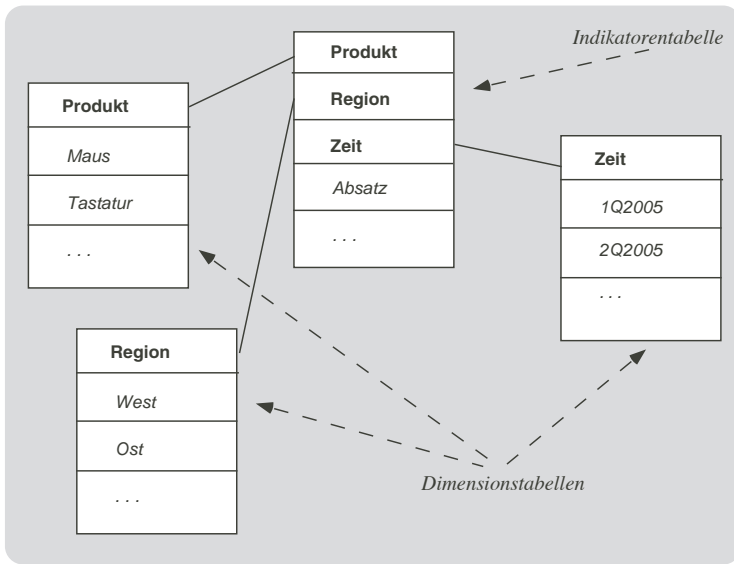 Indikatorentabelle
Produkt
Maus
Tastatur
. . .
Produkt
Region
Zeit
Absatz
. . .
Zeit
1Q2005
2Q2005
. . .
Region
West
Ost
. . .
Dimensionstabellen